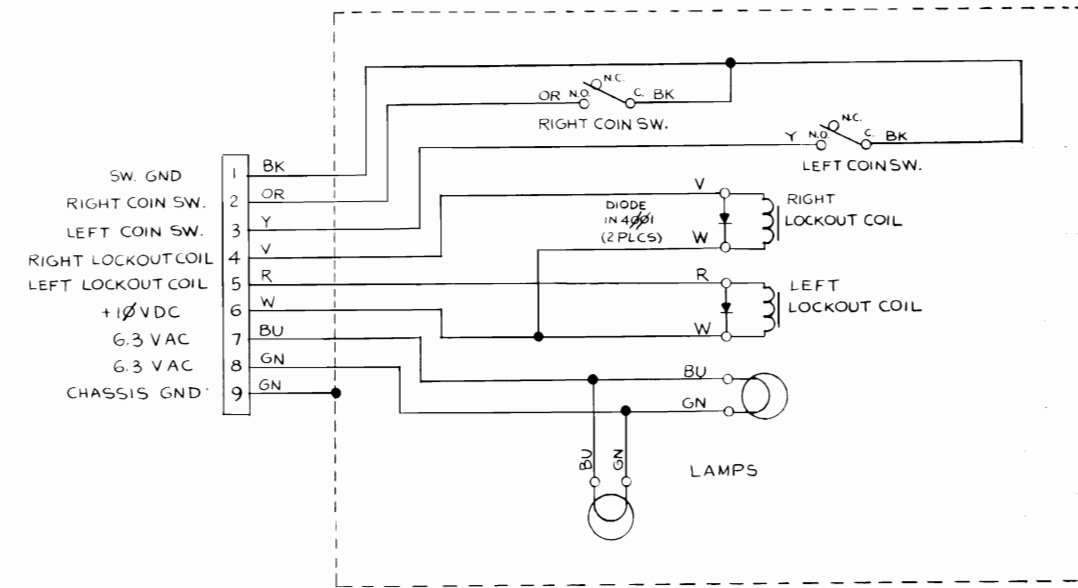 N.C.
OR N.O. C. BK
RIGHT COIN SW.
N.C.
Y N.O. C. BK
LEFT COIN SW.
SW. GND 1 BK
RIGHT COIN SW. 2 OR
LEFT COIN SW. 3 Y
RIGHT LOCKOUT COIL 4 V
LEFT LOCKOUT COIL 5 R
+1Ø VDC 6 W
6.3 VAC 7 BU
6.3 VAC 8 GN
CHASSIS GND 9 GN
V
DIODE
IN 4ØØ1
(2 PLCS)
W
RIGHT
LOCKOUT COIL
R
W
LEFT
LOCKOUT COIL
BU
GN
BU
GN
LAMPS